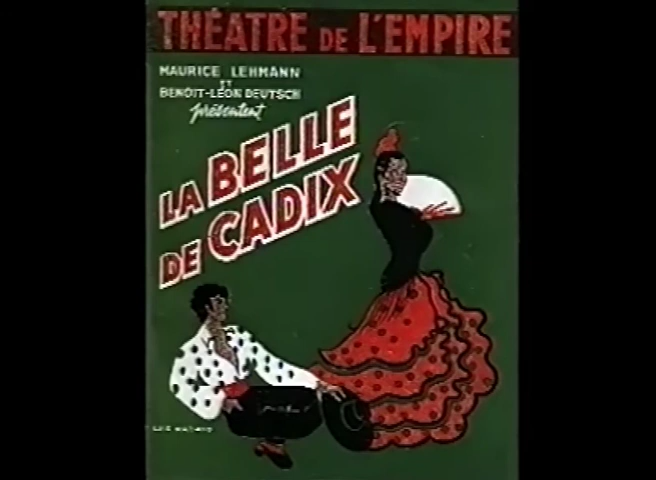 THÉATRE DE L'EMPIRE
MAURICE LEHMANN
ET
BENOIT-LÉON DEUTSCH
présentent
LA BELLE
DE CADIX